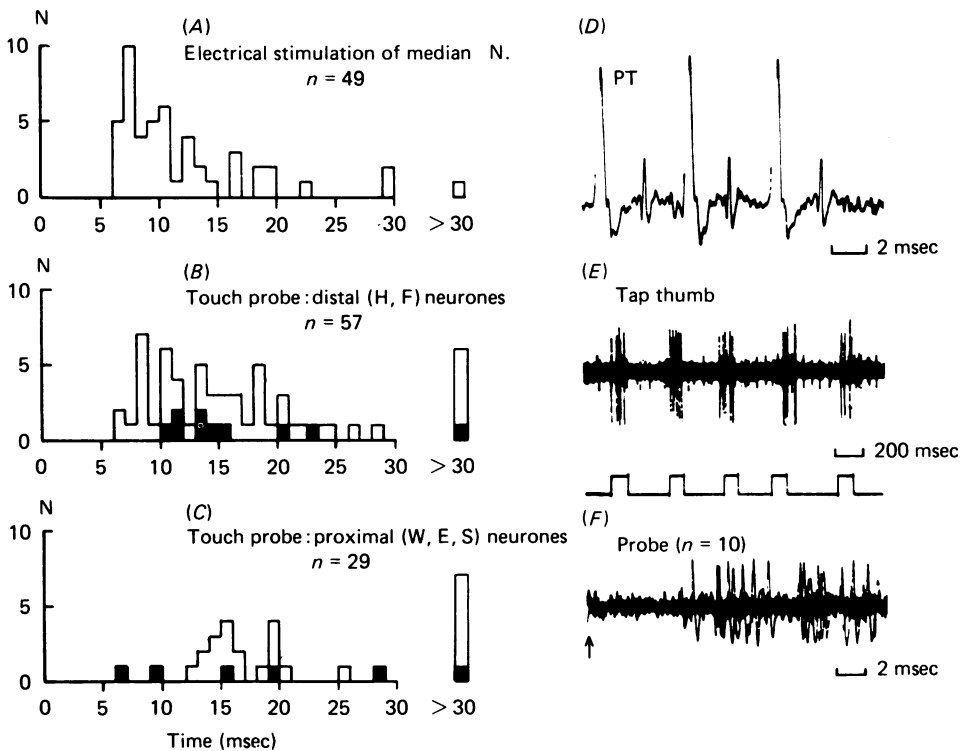 N
(A)
Electrical stimulation of median N.
n = 49
10
5
0
0 5 10 15 20 25 30 > 30
N
(B)
Touch probe : distal (H, F) neurones
n = 57
10
5
0
0 5 10 15 20 25 30 > 30
N
(C)
Touch probe : proximal (W, E, S) neurones
n = 29
10
5
0
0 5 10 15 20 25 30 > 30
Time (msec)
(D)
PT
2 msec
(E)
Tap thumb
200 msec
(F)
Probe (n = 10)
2 msec